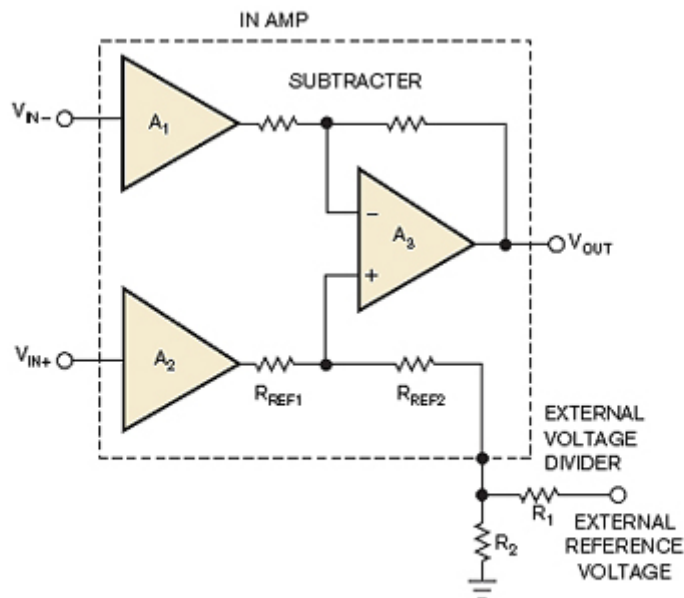 IN AMP
SUBTRACTER
VIN–
A1
A3
–
+
VOUT
VIN+
A2
RREF1
RREF2
EXTERNAL
VOLTAGE
DIVIDER
R1
R2
EXTERNAL
REFERENCE
VOLTAGE